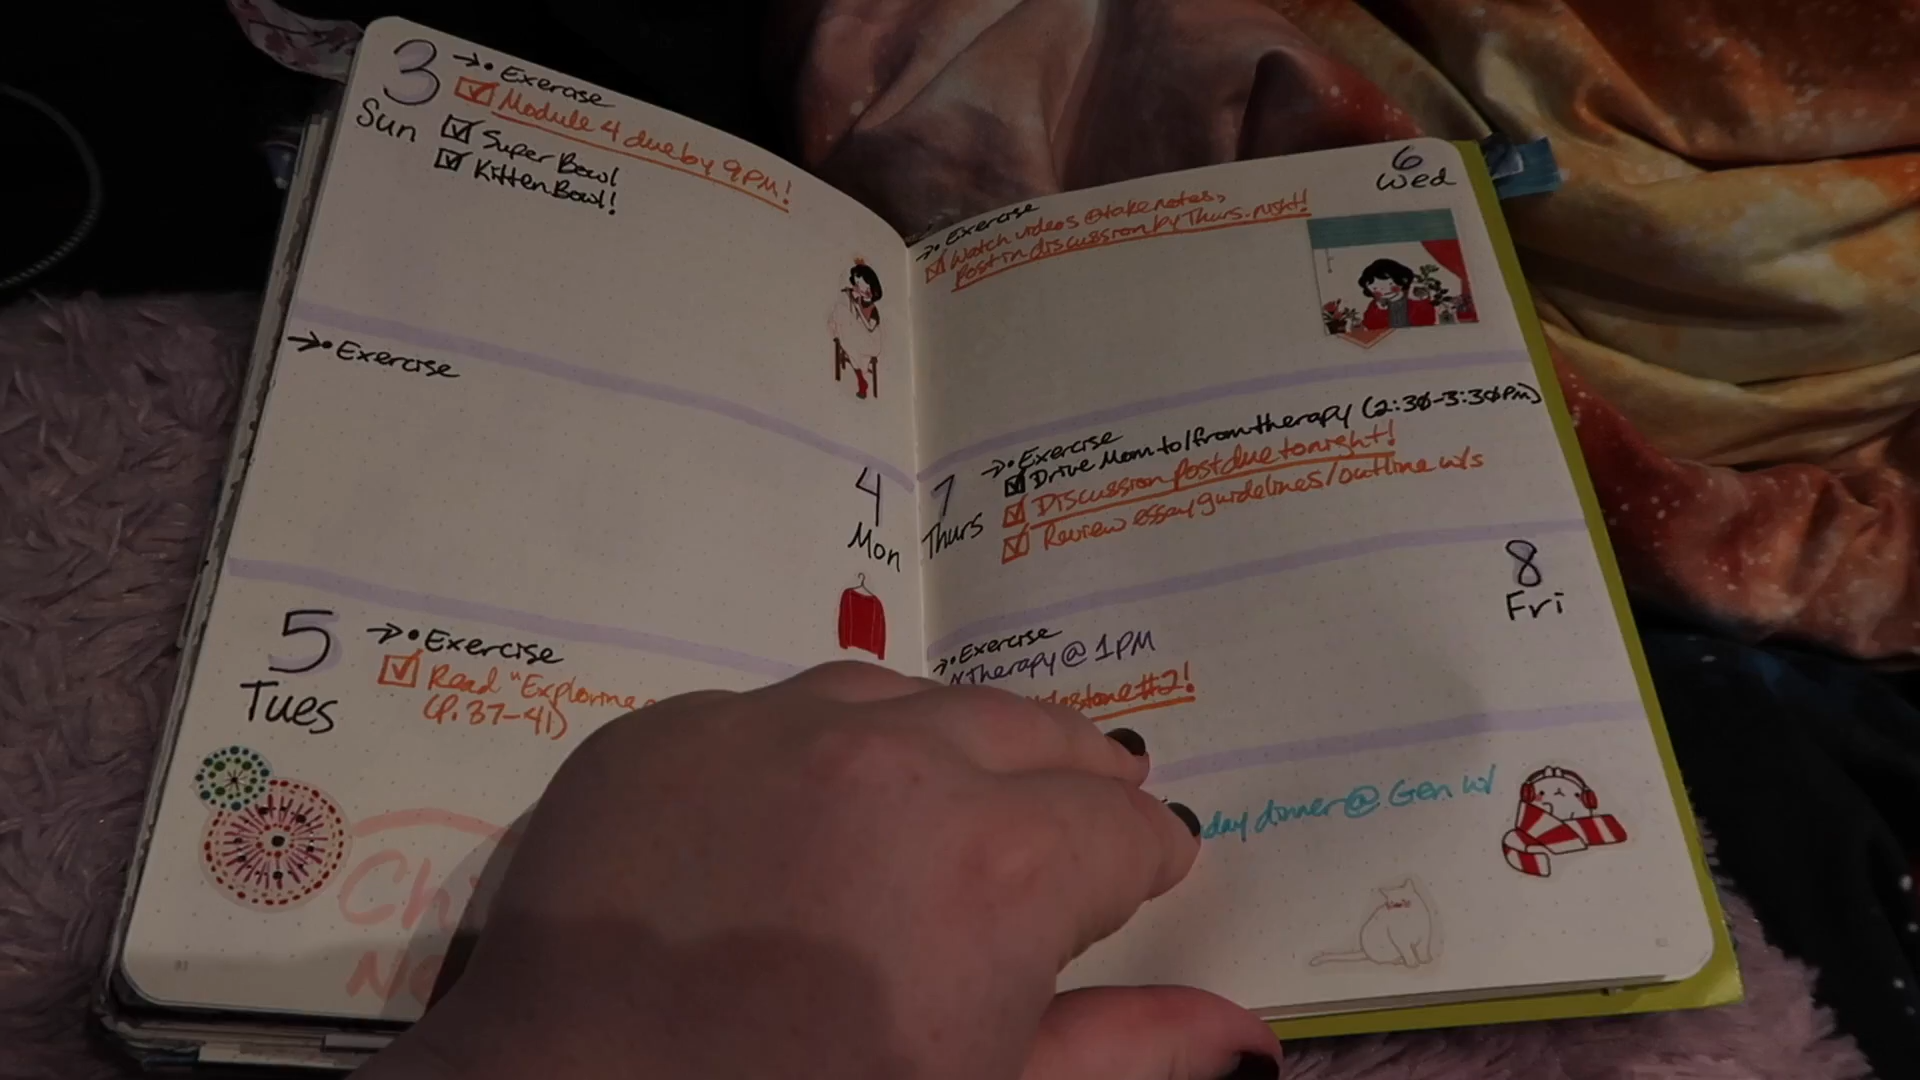 3
Sun
→• Exercise
Module 4 due by 9PM!
Super Bowl
Kitten Bowl!
→• Exercise
4
Mon
5
Tues
→• Exercise
Read "Exploring
(P. 37-41)
6
Wed
→• Exercise
Watch videos take notes,
Post in discussion by Thurs. night!
7
Thurs
→• Exercise
Drive Mom to/from therapy (2:30-3:30PM)
Discussion post due tonight!
Review essay guidelines/outline w/s
8
Fri
→• Exercise
Therapy @ 1PM
#2!
day dinner @ Gen w/